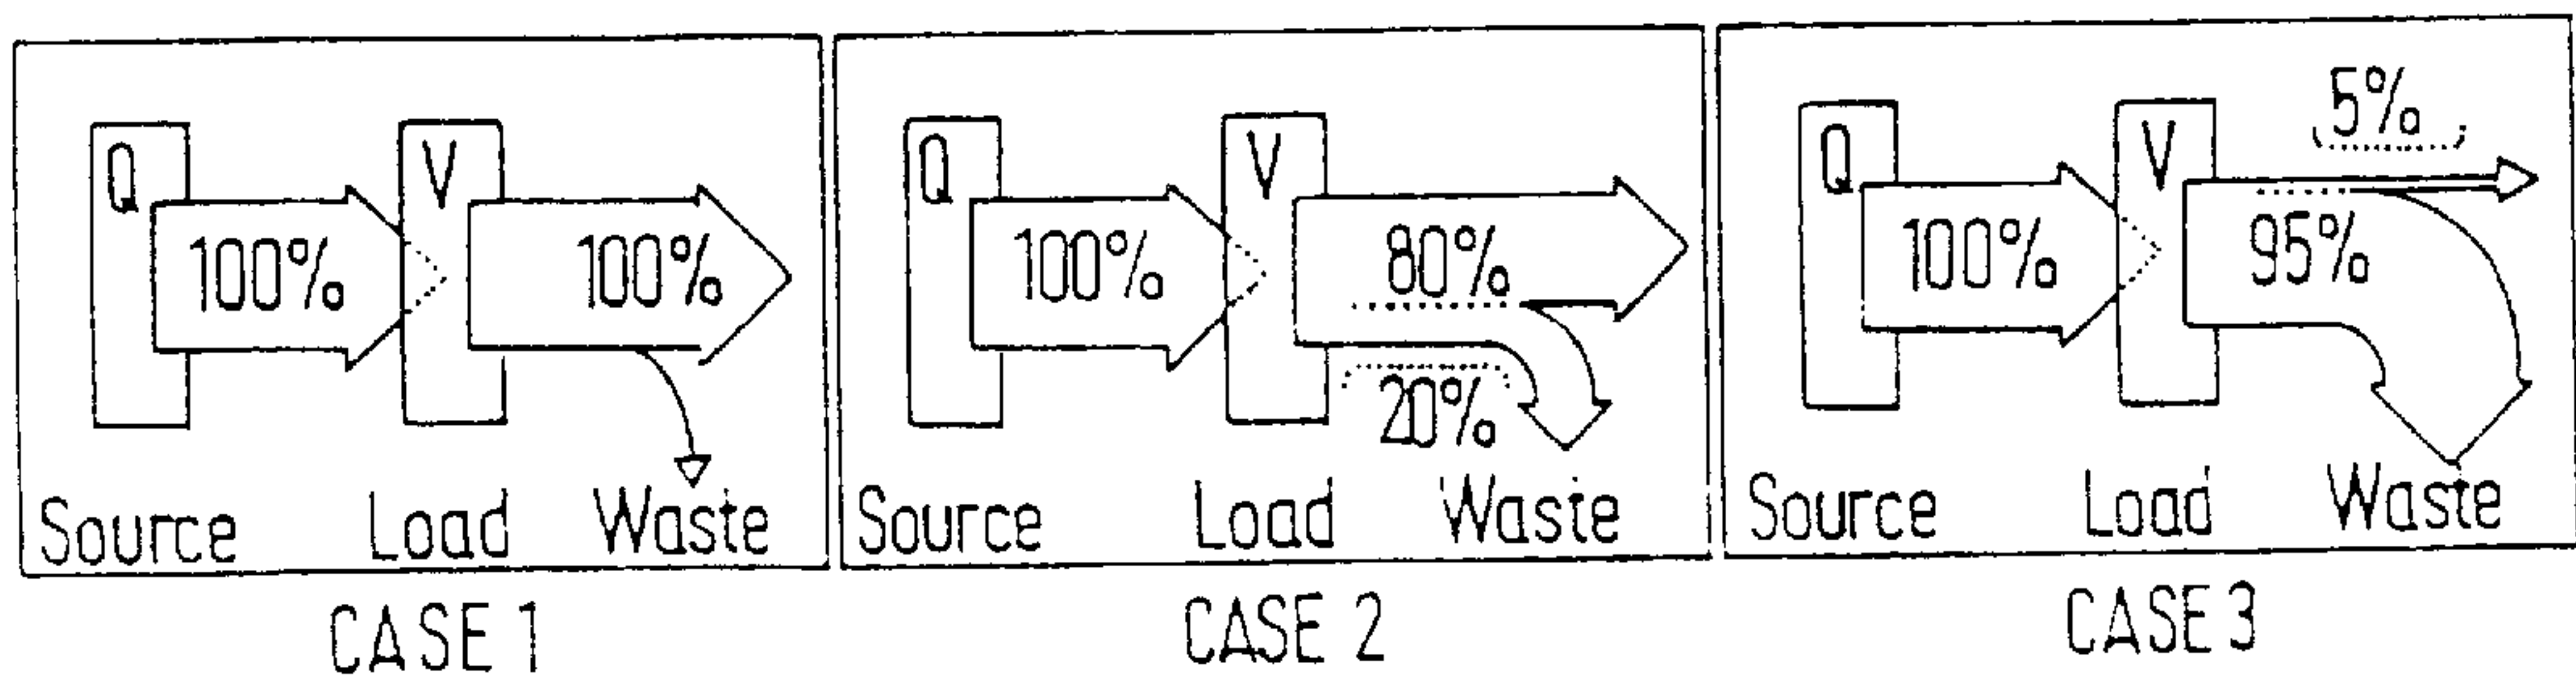 Q V
100% 100%
Source Load Waste
CASE 1
Q V
100% 80%
20%
Source Load Waste
CASE 2
5%
Q V
100% 95%
Source Load Waste
CASE 3